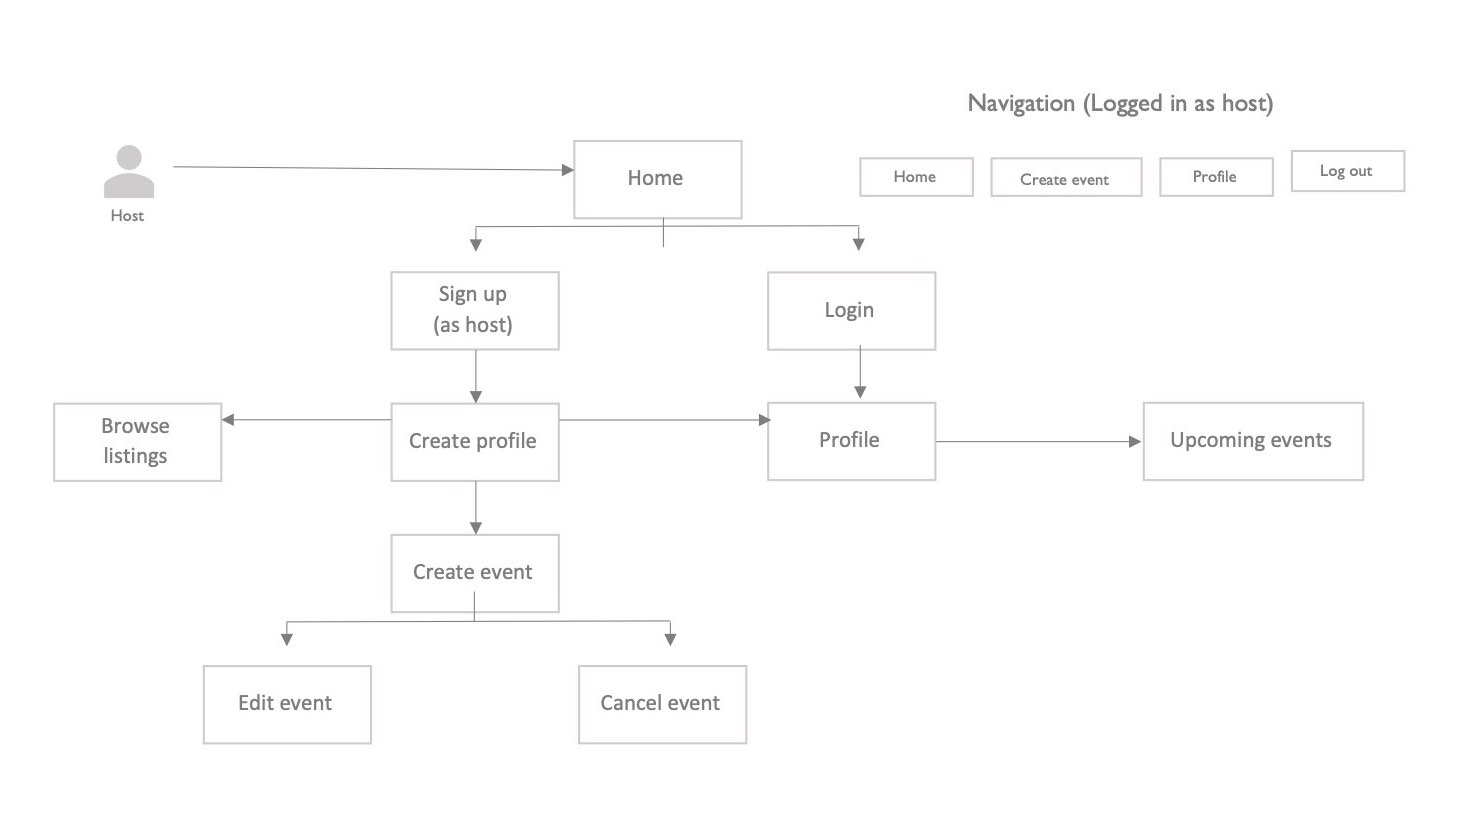 Navigation (Logged in as host)
Home
Home
Create event
Profile
Log out
Host
Sign up
(as host)
Login
Browse
listings
Create profile
Profile
Upcoming events
Create event
Edit event
Cancel event